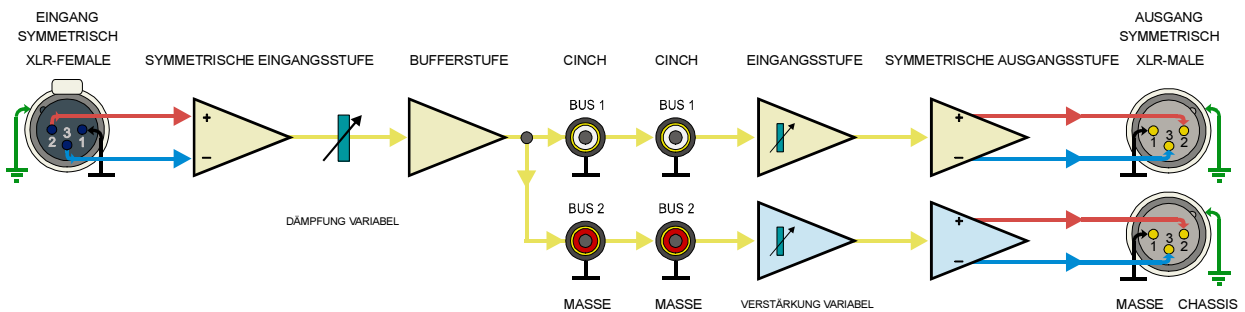 EINGANG
SYMMETRISCH
XLR-FEMALE
SYMMETRISCHE EINGANGSSTUFE
BUFFERSTUFE
CINCH
CINCH
EINGANGSSTUFE
SYMMETRISCHE AUSGANGSSTUFE
AUSGANG
SYMMETRISCH
XLR-MALE
2 3 1
+
−
DÄMPFUNG VARIABEL
BUS 1
BUS 1
+
−
1 3 2
BUS 2
BUS 2
+
−
1 3 2
MASSE
MASSE
VERSTÄRKUNG VARIABEL
MASSE
CHASSIS